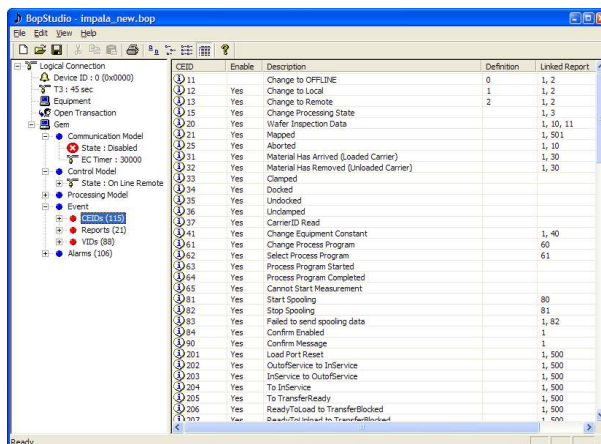 BopStudio - impala_new.bop
File Edit View Help
Logical Connection
Device ID : 0 (0x0000)
T3 : 45 sec
Equipment
Open Transaction
Gem
Communication Model
State : Disabled
EC Timer : 30000
Control Model
State : On Line Remote
Processing Model
Event
CEIDs (115)
Reports (21)
VIDs (88)
Alarms (106)
CEID Enable Description Definition Linked Report
11 Change to OFFLINE 0 1, 2
12 Yes Change to Local 1 1, 2
13 Yes Change to Remote 2 1, 2
15 Yes Change Processing State 1, 3
20 Yes Wafer Inspection Data 1, 10, 11
21 Yes Mapped 1, 501
25 Yes Aborted 1, 10
31 Yes Material Has Arrived (Loaded Carrier) 1, 30
32 Yes Material Has Removed (Unloaded Carrier) 1, 30
33 Yes Clamped
34 Yes Docked
35 Yes Undocked
36 Yes Unclamped
37 Yes CarrierID Read
41 Yes Change Equipment Constant 1, 40
61 Yes Change Process Program 60
62 Yes Select Process Program 61
63 Yes Process Program Started
64 Yes Process Program Completed
65 Yes Cannot Start Measurement
81 Yes Start Spooling 80
82 Yes Stop Spooling 81
83 Yes Failed to send spooling data 1, 82
84 Yes Confirm Enabled 1
90 Yes Confirm Message 1
201 Yes Load Port Reset 1, 500
202 Yes OutofService to InService 1, 500
203 Yes InService to OutofService 1, 500
204 Yes To InService 1, 500
205 Yes To TransferReady 1, 500
206 Yes ReadyToLoad to TransferBlocked 1, 500
207 Yes ReadyToUnload to TransferBlocked 1, 500
Ready